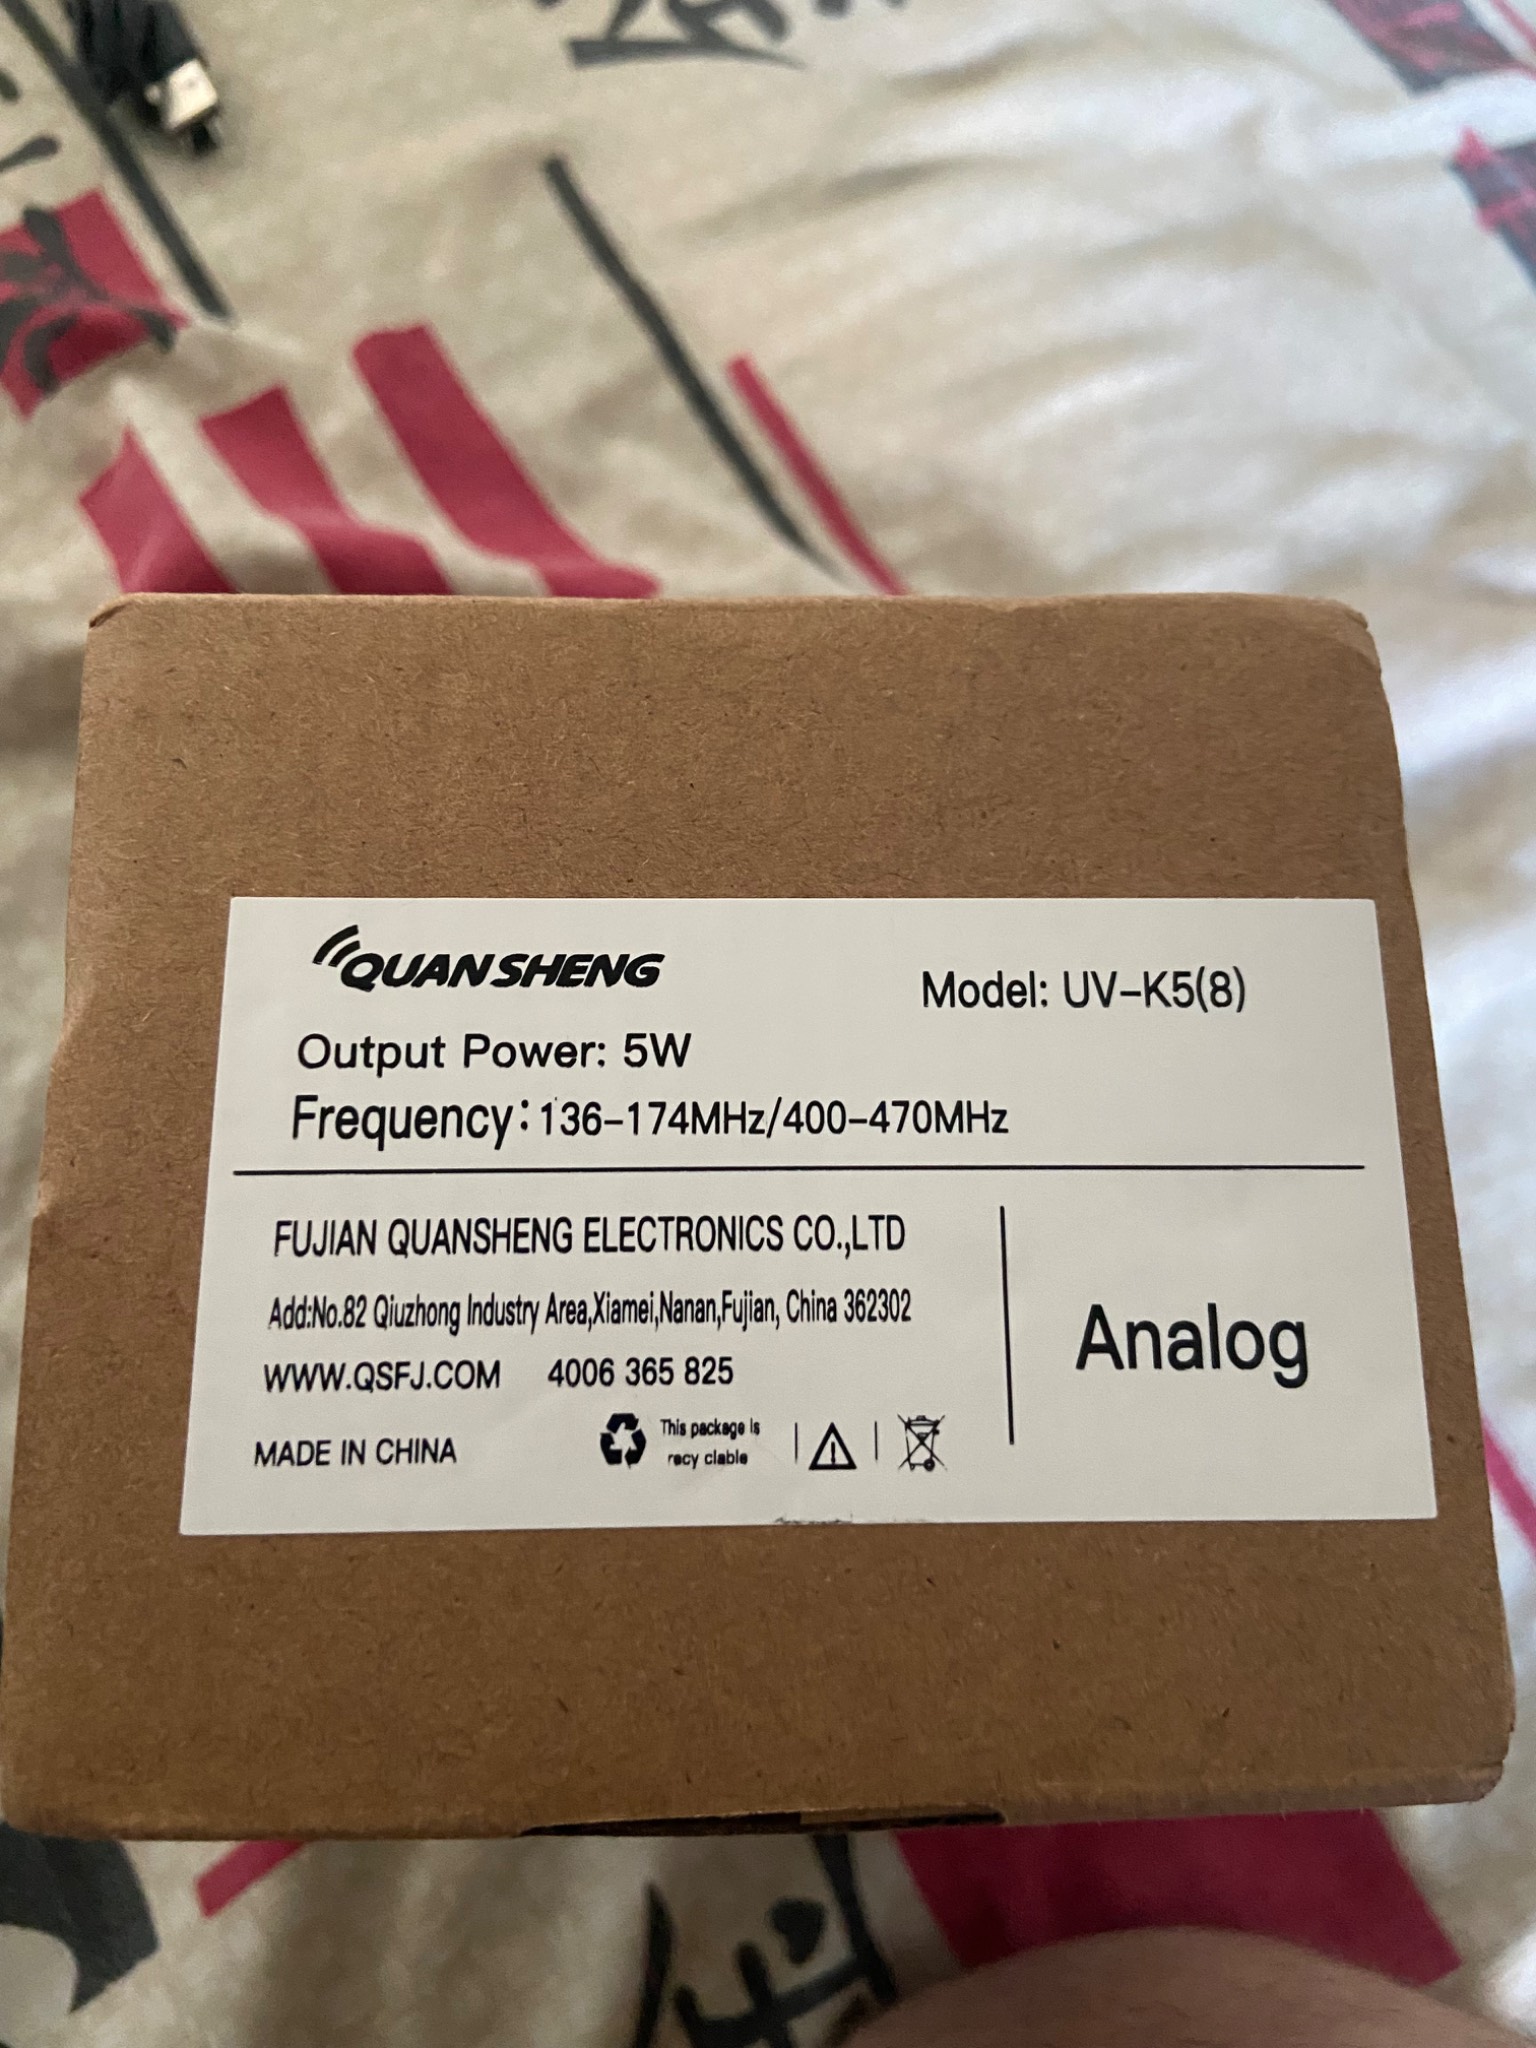 QUANSHENG
Model: UV-K5(8)
Output Power: 5W
Frequency:136-174MHz/400-470MHz
FUJIAN QUANSHENG ELECTRONICS CO.,LTD
Add:No.82 Qiuzhong Industry Area,Xiamei,Nanan,Fujian, China 362302
WWW.QSFJ.COM 4006 365 825
MADE IN CHINA
This package is
recy clable
Analog